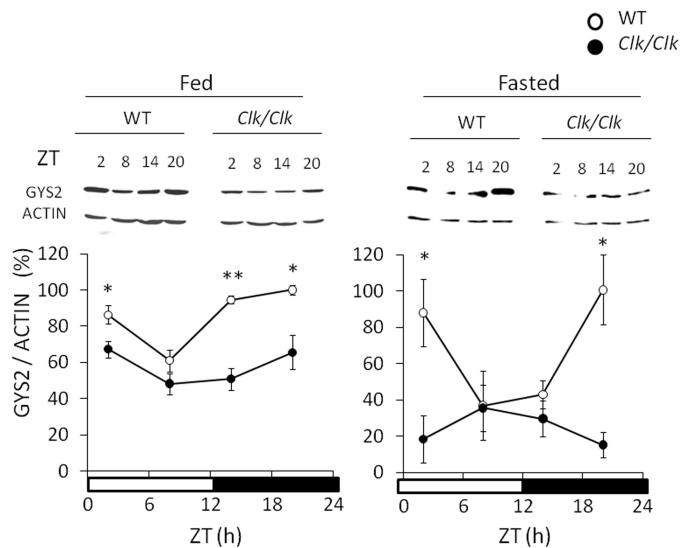 WT
Clk/Clk
Fed
Fasted
WT
Clk/Clk
WT
Clk/Clk
ZT
2 8 14 20
2 8 14 20
2 8 14 20
2 8 14 20
GYS2
ACTIN
GYS2 / ACTIN (%)
120
100
80
60
40
20
0
*
**
*
0 6 12 18 24
ZT (h)
120
100
80
60
40
20
0
*
*
0 6 12 18 24
ZT (h)